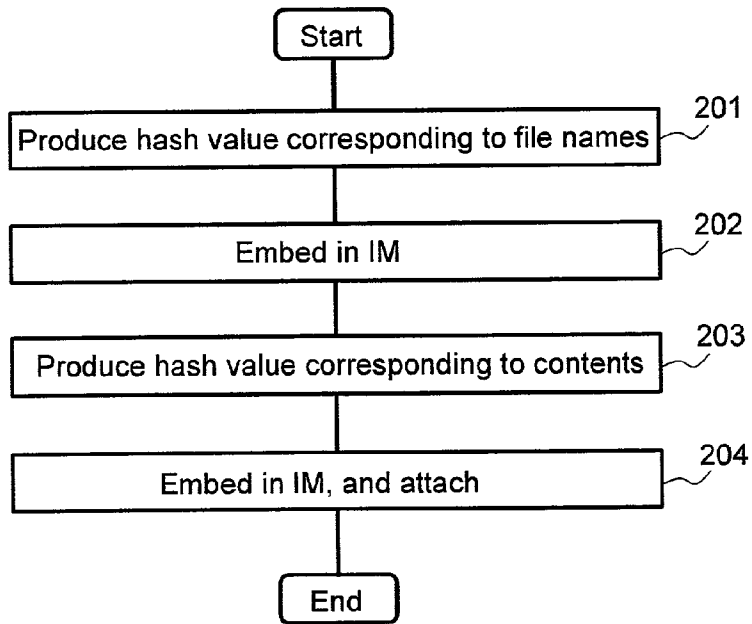 Start
201
Produce hash value corresponding to file names
202
Embed in IM
203
Produce hash value corresponding to contents
204
Embed in IM, and attach
End